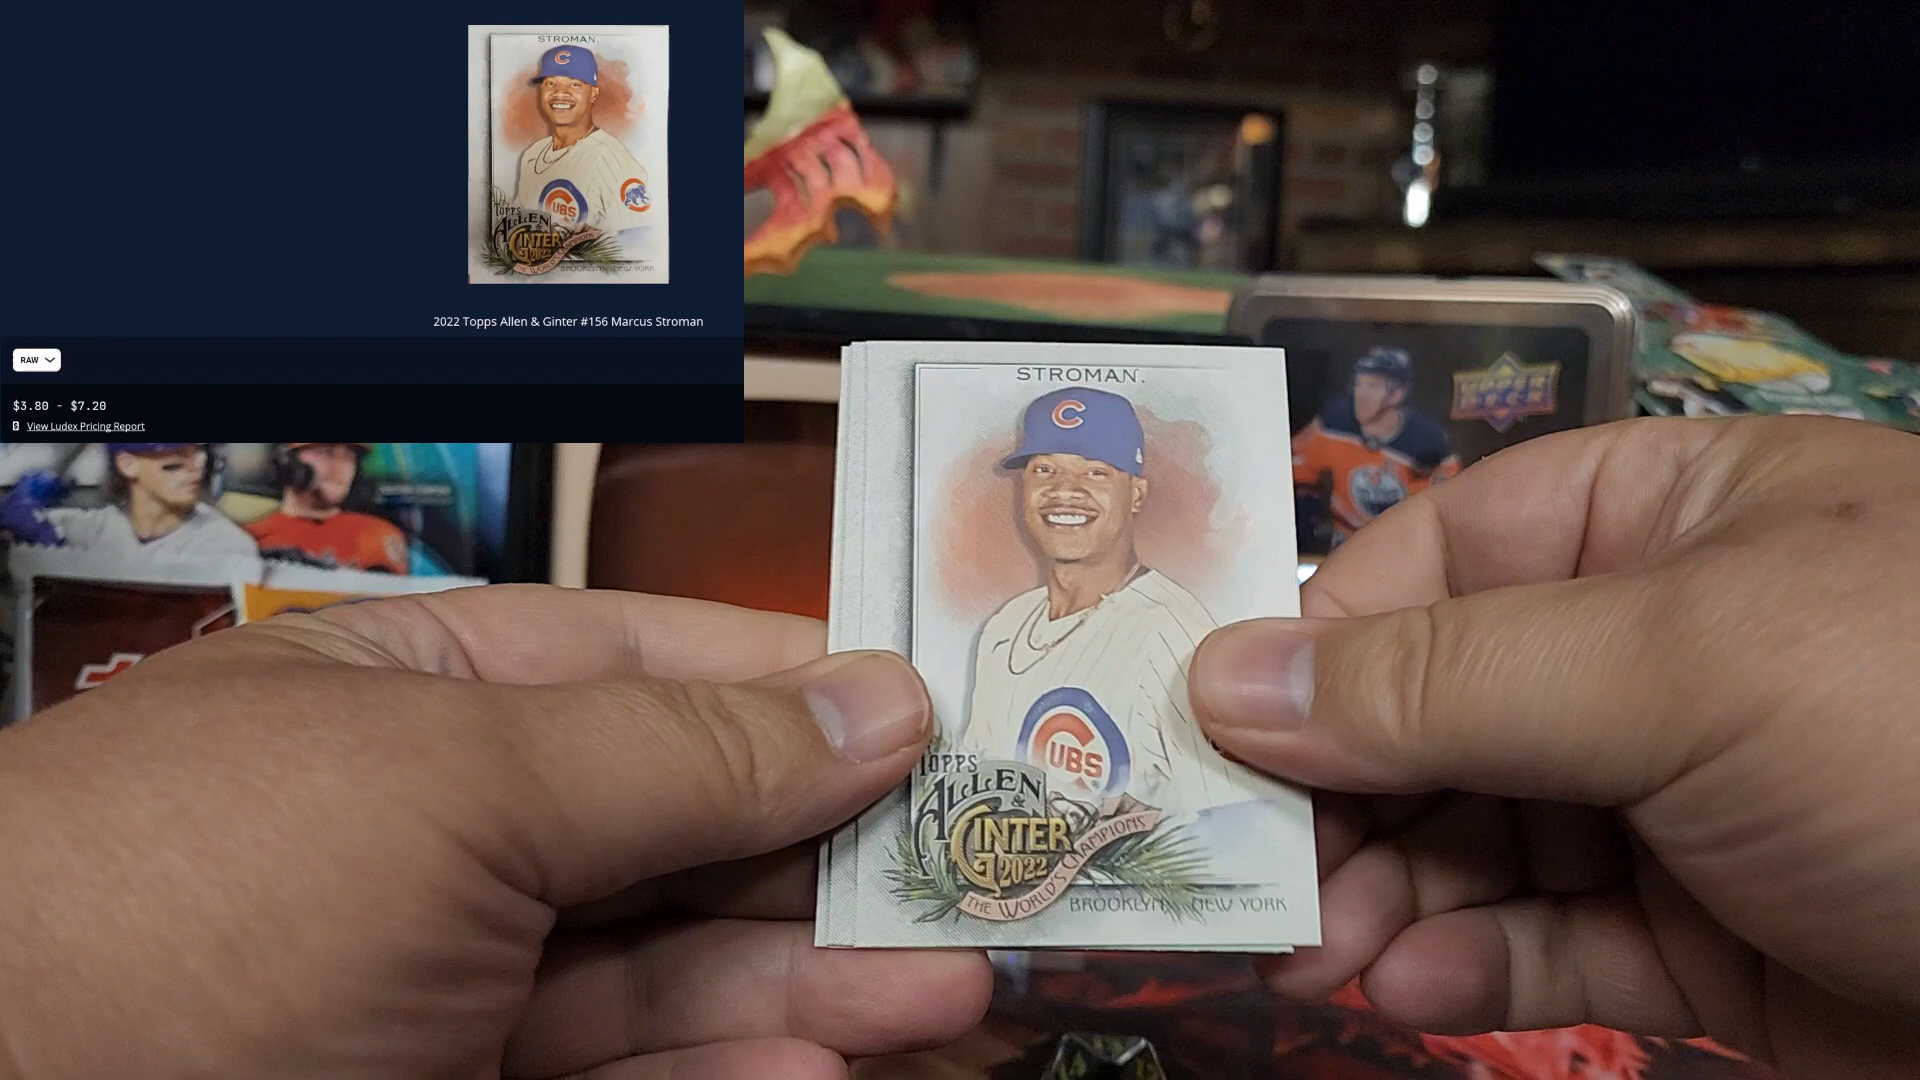 STROMAN.
C
CUBS
TOPPS
ALLEN
&
GINTER
2022
THE WORLD'S CHAMPIONS
BROOKLYN, NEW YORK
2022 Topps Allen & Ginter #156 Marcus Stroman
RAW
$3.80 - $7.20
View Ludex Pricing Report
STROMAN.
C
CUBS
TOPPS
ALLEN
&
GINTER
2022
THE WORLD'S CHAMPIONS
BROOKLYN, NEW YORK
UPPER